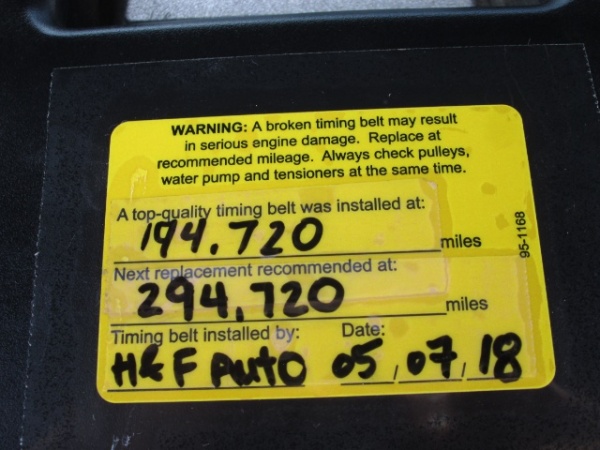 WARNING: A broken timing belt may result
in serious engine damage. Replace at
recommended mileage. Always check pulleys,
water pump and tensioners at the same time.
A top-quality timing belt was installed at:
194.720 miles
Next replacement recommended at:
294,720 miles
Timing belt installed by: Date:
H&F Auto 05,07,18
95-1168